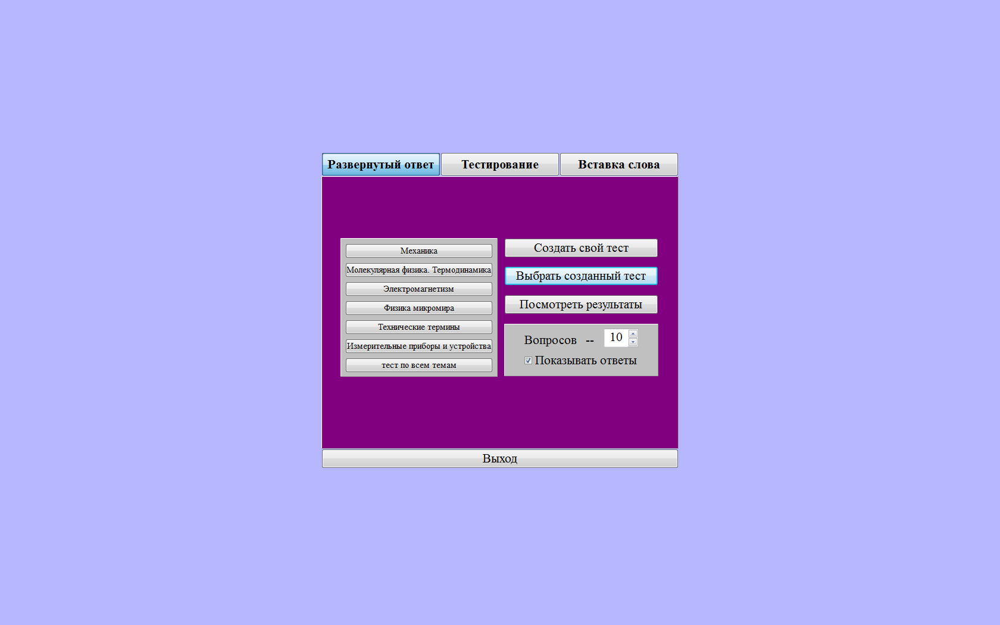 Развернутый ответ
Тестирование
Вставка слова
Механика
Молекулярная физика. Термодинамика
Электромагнетизм
Физика микромира
Технические термины
Измерительные приборы и устройства
тест по всем темам
Создать свой тест
Выбрать созданный тест
Посмотреть результаты
Вопросов -- 10
Показывать ответы
Выход